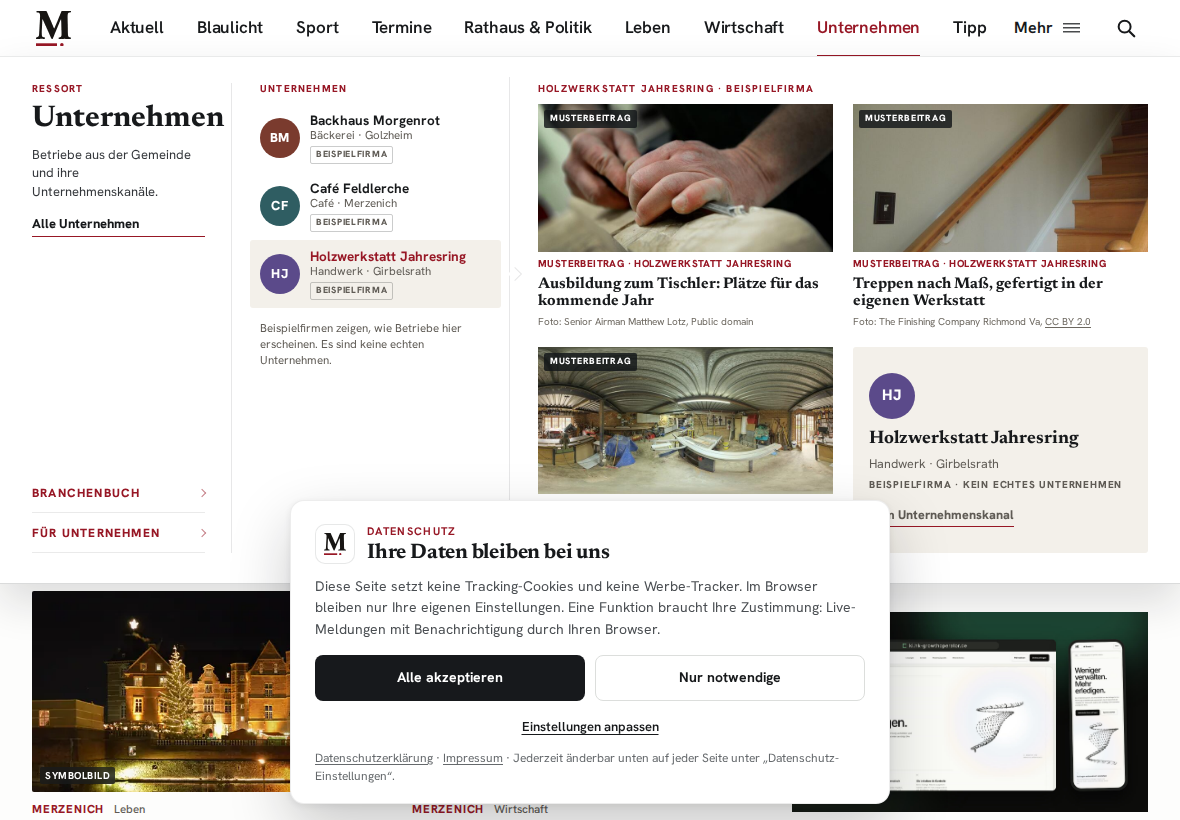 M
Aktuell Blaulicht Sport Termine Rathaus & Politik Leben Wirtschaft Unternehmen Tipp Mehr
RESSORT
Unternehmen
Betriebe aus der Gemeinde
und ihre
Unternehmenskanäle.
Alle Unternehmen
BRANCHENBUCH
FÜR UNTERNEHMEN
UNTERNEHMEN
BM
Backhaus Morgenrot
Bäckerei · Golzheim
BEISPIELFIRMA
CF
Café Feldlerche
Café · Merzenich
BEISPIELFIRMA
HJ
Holzwerkstatt Jahresring
Handwerk · Girbelsrath
BEISPIELFIRMA
Beispielfirmen zeigen, wie Betriebe hier
erscheinen. Es sind keine echten
Unternehmen.
HOLZWERKSTATT JAHRESRING · BEISPIELFIRMA
MUSTERBEITRAG
MUSTERBEITRAG · HOLZWERKSTATT JAHRESRING
Ausbildung zum Tischler: Plätze für das
kommende Jahr
Foto: Senior Airman Matthew Lotz, Public domain
MUSTERBEITRAG
MUSTERBEITRAG · HOLZWERKSTATT JAHRESRING
Treppen nach Maß, gefertigt in der
eigenen Werkstatt
Foto: The Finishing Company Richmond Va, CC BY 2.0
MUSTERBEITRAG
HJ
Holzwerkstatt Jahresring
Handwerk · Girbelsrath
BEISPIELFIRMA · KEIN ECHTES UNTERNEHMEN
Unternehmenskanal
M
DATENSCHUTZ
Ihre Daten bleiben bei uns
Diese Seite setzt keine Tracking-Cookies und keine Werbe-Tracker. Im Browser
bleiben nur Ihre eigenen Einstellungen. Eine Funktion braucht Ihre Zustimmung: Live-
Meldungen mit Benachrichtigung durch Ihren Browser.
Alle akzeptieren
Nur notwendige
Einstellungen anpassen
Datenschutzerklärung · Impressum · Jederzeit änderbar unten auf jeder Seite unter „Datenschutz-
Einstellungen“.
SYMBOLBILD
MERZENICH Leben
MERZENICH Wirtschaft
Weniger
verwalten.
Mehr
erledigen.